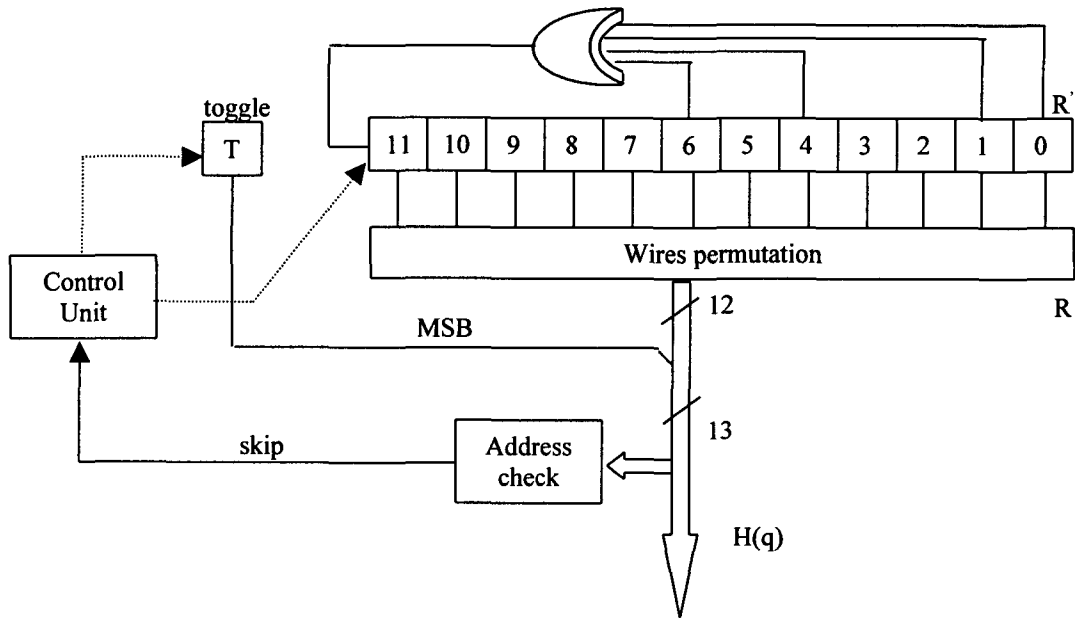 toggle
T
R'
11 10 9 8 7 6 5 4 3 2 1 0
Wires permutation
Control
Unit
12
R
MSB
13
skip
Address
check
H(q)